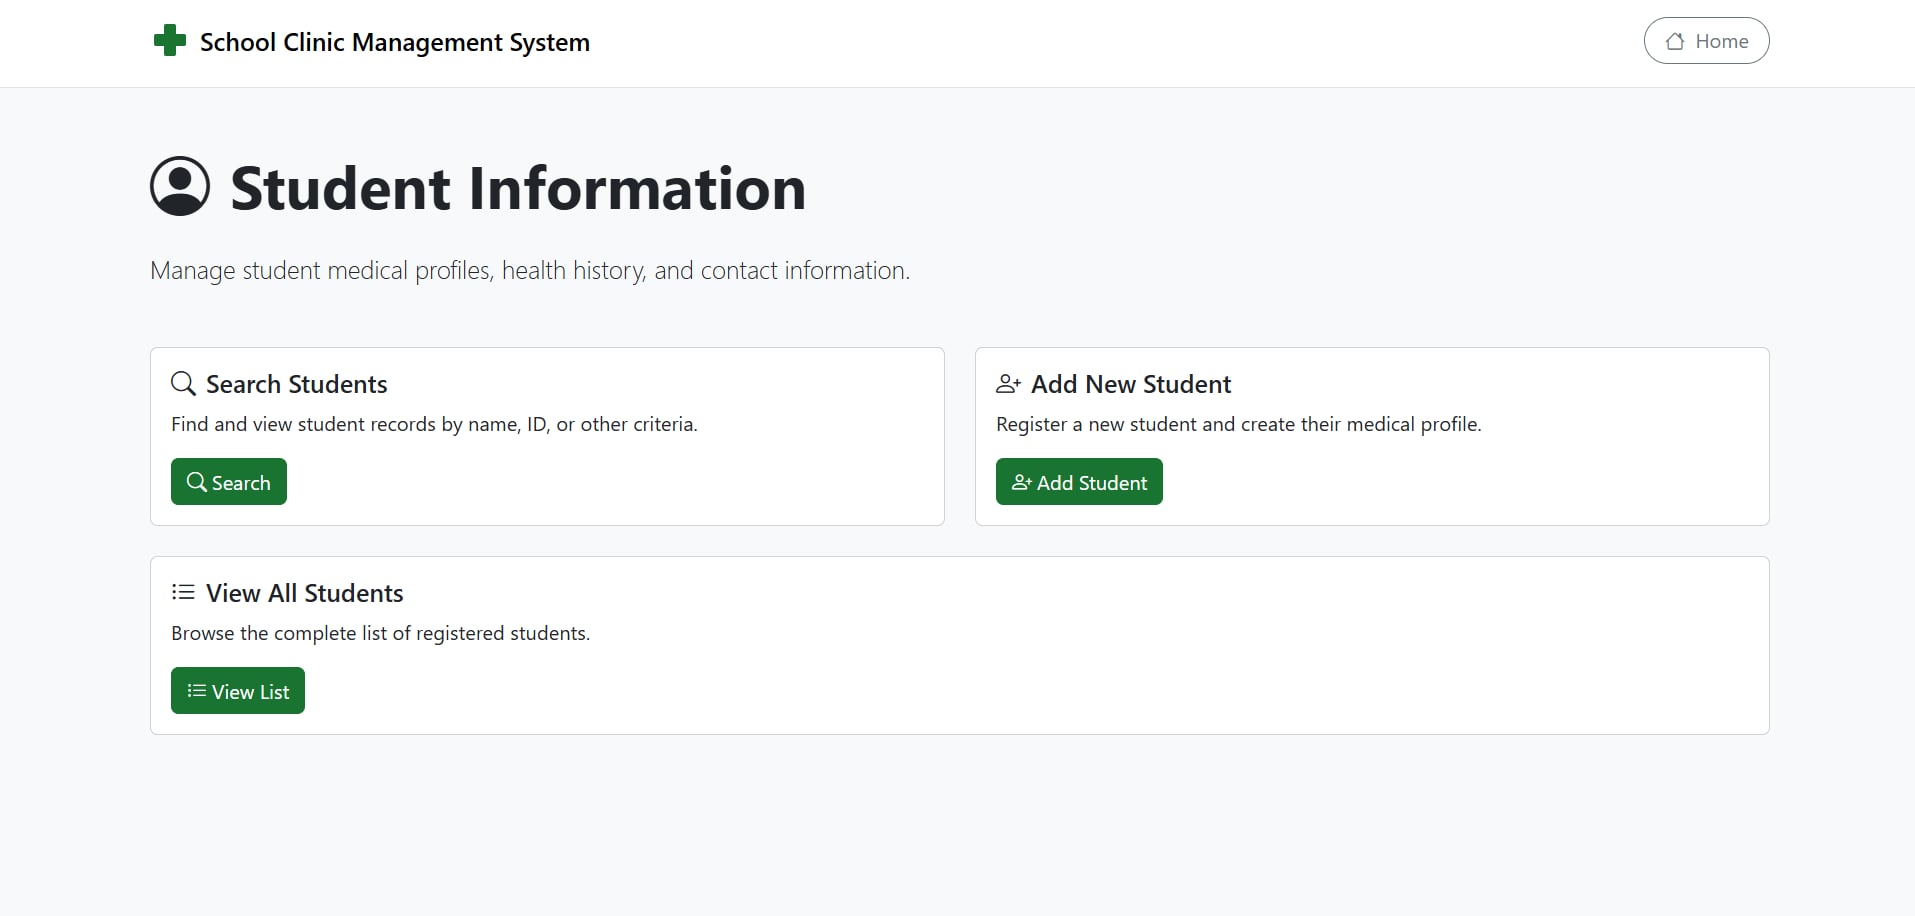 School Clinic Management System
Home
Student Information
Manage student medical profiles, health history, and contact information.
Search Students
Find and view student records by name, ID, or other criteria.
Search
Add New Student
Register a new student and create their medical profile.
Add Student
View All Students
Browse the complete list of registered students.
View List